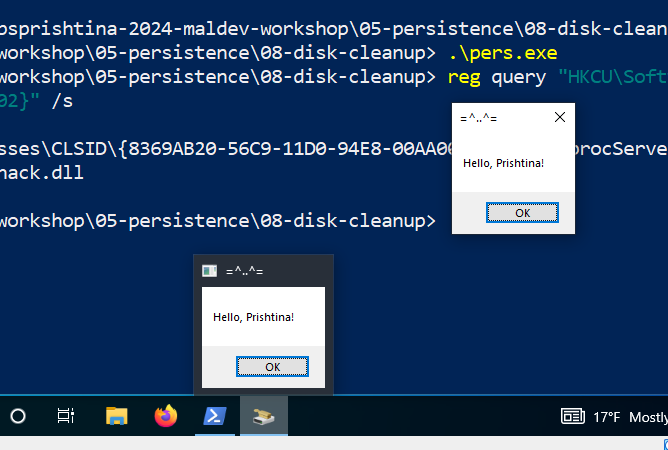 osprishtina-2024-maldev-workshop\05-persistence\08-disk-clean
workshop\05-persistence\08-disk-cleanup> .\pers.exe
workshop\05-persistence\08-disk-cleanup> reg query "HKCU\Soft
02}" /s
=^..^=
Hello, Prishtina!
OK
sses\CLSID\{8369AB20-56C9-11D0-94E8-00AA00 procServe
hack.dll
workshop\05-persistence\08-disk-cleanup>
=^..^=
Hello, Prishtina!
OK
17°F Mostly